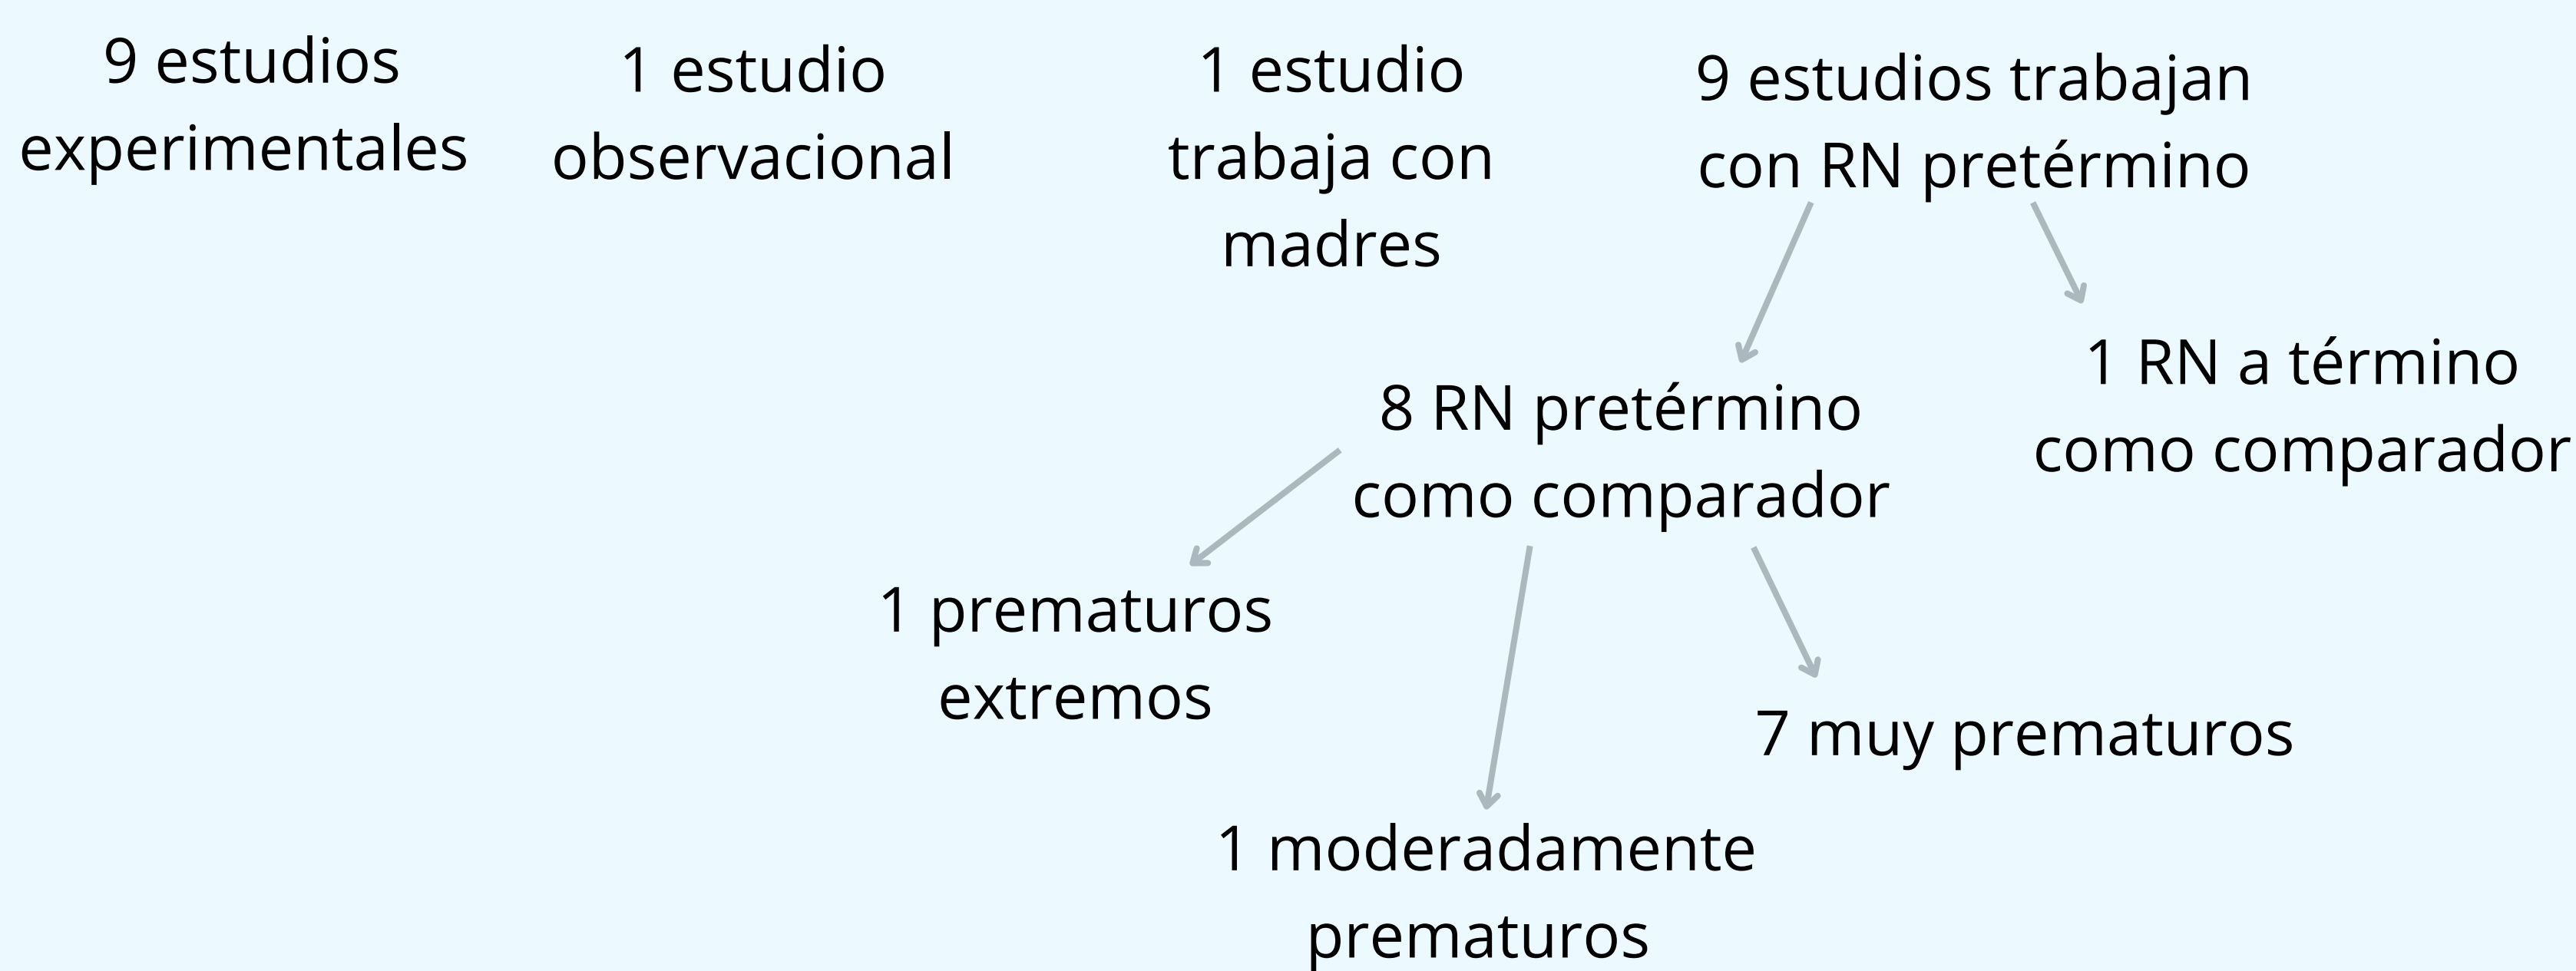 9 estudios
experimentales
1 estudio
observacional
1 estudio
trabaja con
madres
9 estudios trabajan
con RN pretérmino
8 RN pretérmino
como comparador
1 RN a término
como comparador
1 prematuros
extremos
1 moderadamente
prematuros
7 muy prematuros